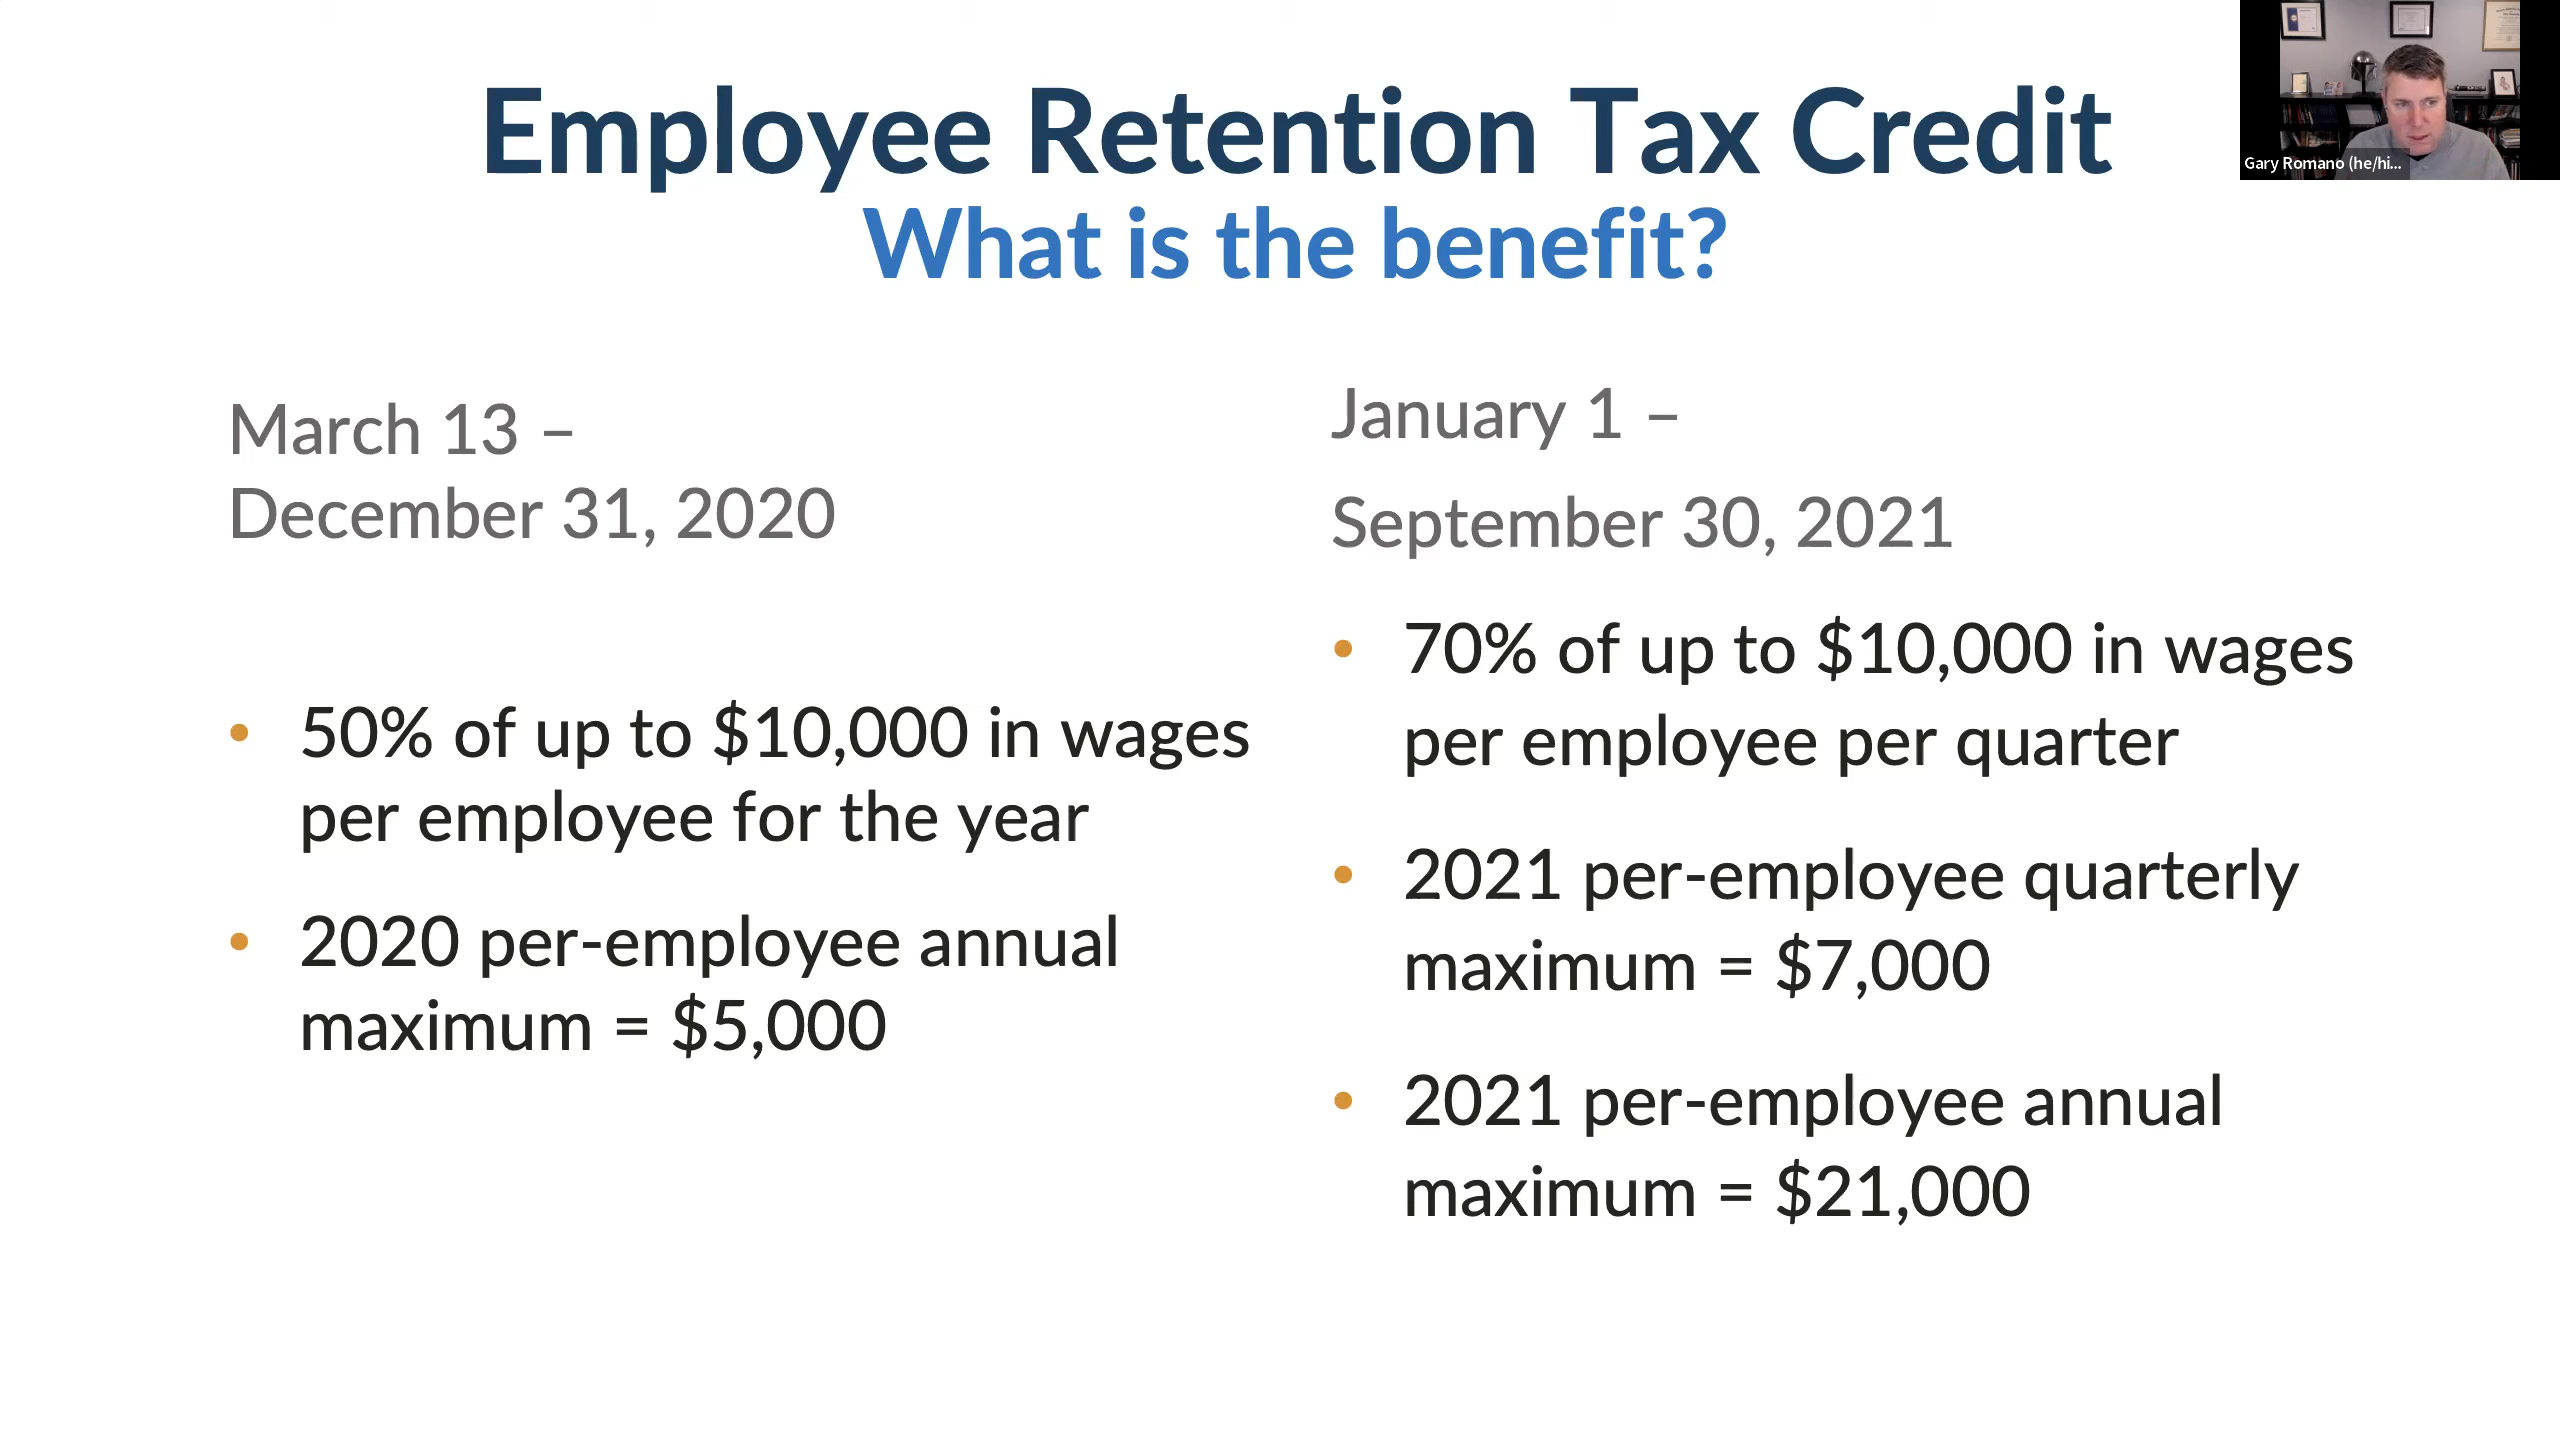 Employee Retention Tax Credit
What is the benefit?
Gary Romano (he/hi...
March 13 –
December 31, 2020
• 50% of up to $10,000 in wages
per employee for the year
• 2020 per-employee annual
maximum = $5,000
January 1 –
September 30, 2021
• 70% of up to $10,000 in wages
per employee per quarter
• 2021 per-employee quarterly
maximum = $7,000
• 2021 per-employee annual
maximum = $21,000